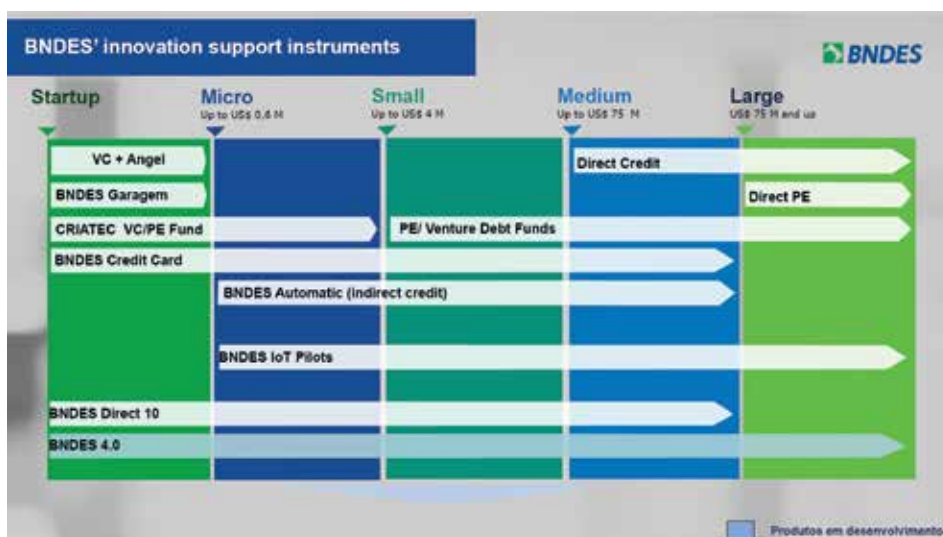 BNDES' innovation support instruments
BNDES
Startup
Micro
Up to US$ 0,6 M
Small
Up to US$ 4 M
Medium
Up to US$ 75 M
Large
US$ 75 M and up
VC + Angel
Direct Credit
BNDES Garagem
Direct PE
CRIATEC VC/PE Fund
PE/ Venture Debt Funds
BNDES Credit Card
BNDES Automatic (indirect credit)
BNDES IoT Pilots
BNDES Direct 10
BNDES 4.0
Produtos em desenvolvimento